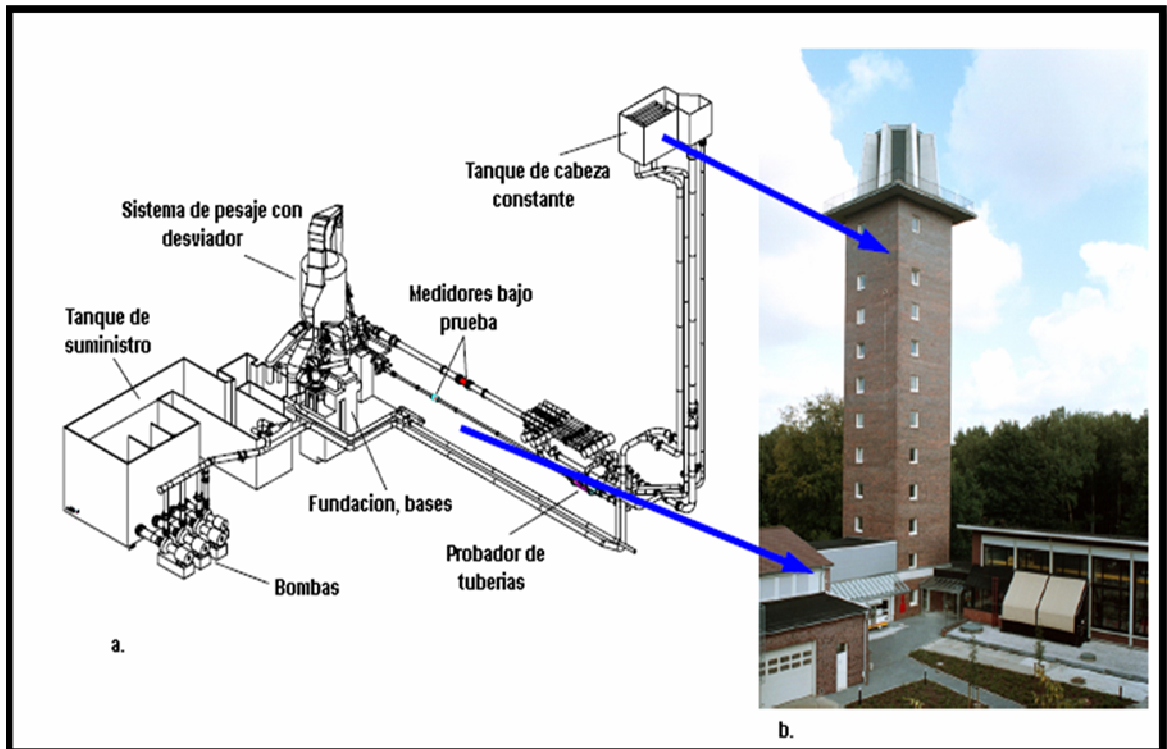 Tanque de cabeza
constante
Sistema de pesaje con
desviador
Medidores bajo
prueba
Tanque de
suministro
Fundacion, bases
Probador de
tuberias
Bombas
a.
b.